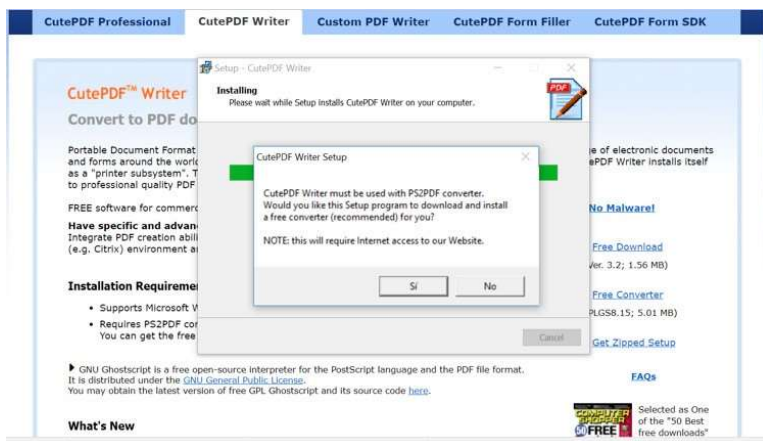 CutePDF Professional CutePDF Writer Custom PDF Writer CutePDF Form Filler CutePDF Form SDK
CutePDF™ Writer
Convert to PDF do
Portable Document Format
and forms around the worl
as a "printer subsystem". T
to professional quality PDF
e of electronic documents
ePDF Writer installs itself
FREE software for commerc
Have specific and advan
Integrate PDF creation abili
(e.g. Citrix) environment a
Installation Requireme
• Supports Microsoft W
• Requires PS2PDF con
You can get the free
Setup - CutePDF Writer
Installing
Please wait while Setup installs CutePDF Writer on your computer.
PDF
CutePDF Writer Setup
CutePDF Writer must be used with PS2PDF converter.
Would you like this Setup program to download and install
a free converter (recommended) for you?
NOTE: this will require Internet access to our Website.
Sí No
Cancel
No Malware!
Free Download
Ver. 3.2; 1.56 MB)
Free Converter
PLGS8.15; 5.01 MB)
Get Zipped Setup
FAQs
GNU Ghostscript is a free open-source interpreter for the PostScript language and the PDF file format.
It is distributed under the GNU General Public License.
You may obtain the latest version of free GPL Ghostscript and its source code here.
What's New
COMPUTER
SHOPPER
50 FREE
Selected as One
of the "50 Best
free downloads"